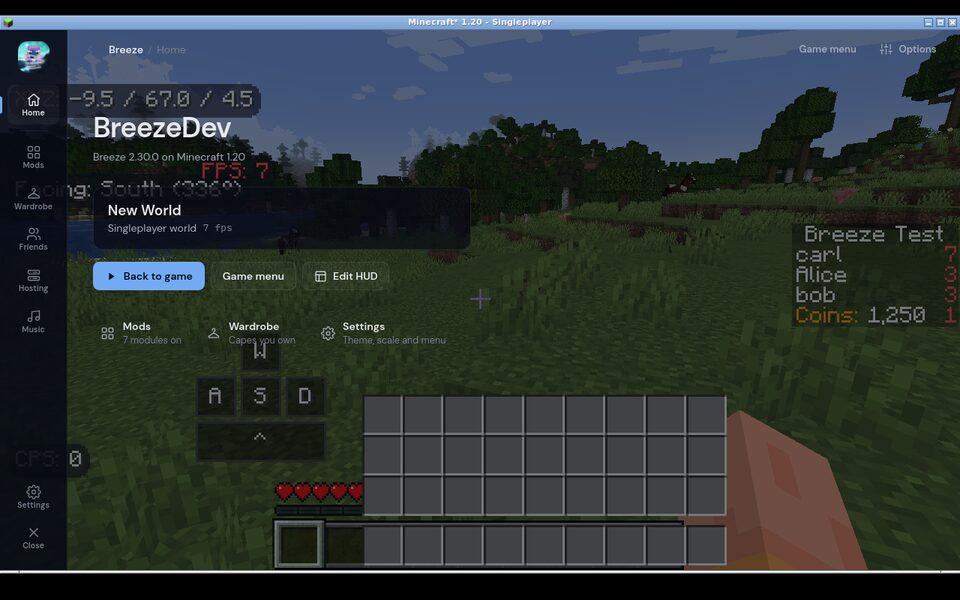 Minecraft* 1.20 - Singleplayer
Breeze / Home
Game menu
Options
Home
-9.5 / 67.0 / 4.5
BreezeDev
Breeze 2.30.0 on Minecraft 1.20
FPS: 7
Mods
Facing: South (336°)
Wardrobe
New World
Singleplayer world 7 fps
Friends
Breeze Test
carl 7
Alice 3
bob 3
Coins: 1,250 1
Back to game
Game menu
Edit HUD
Hosting
Music
Mods
7 modules on
Wardrobe
Capes you own
Settings
Theme, scale and menu
W
A S D
^
CPS: 0
Settings
Close